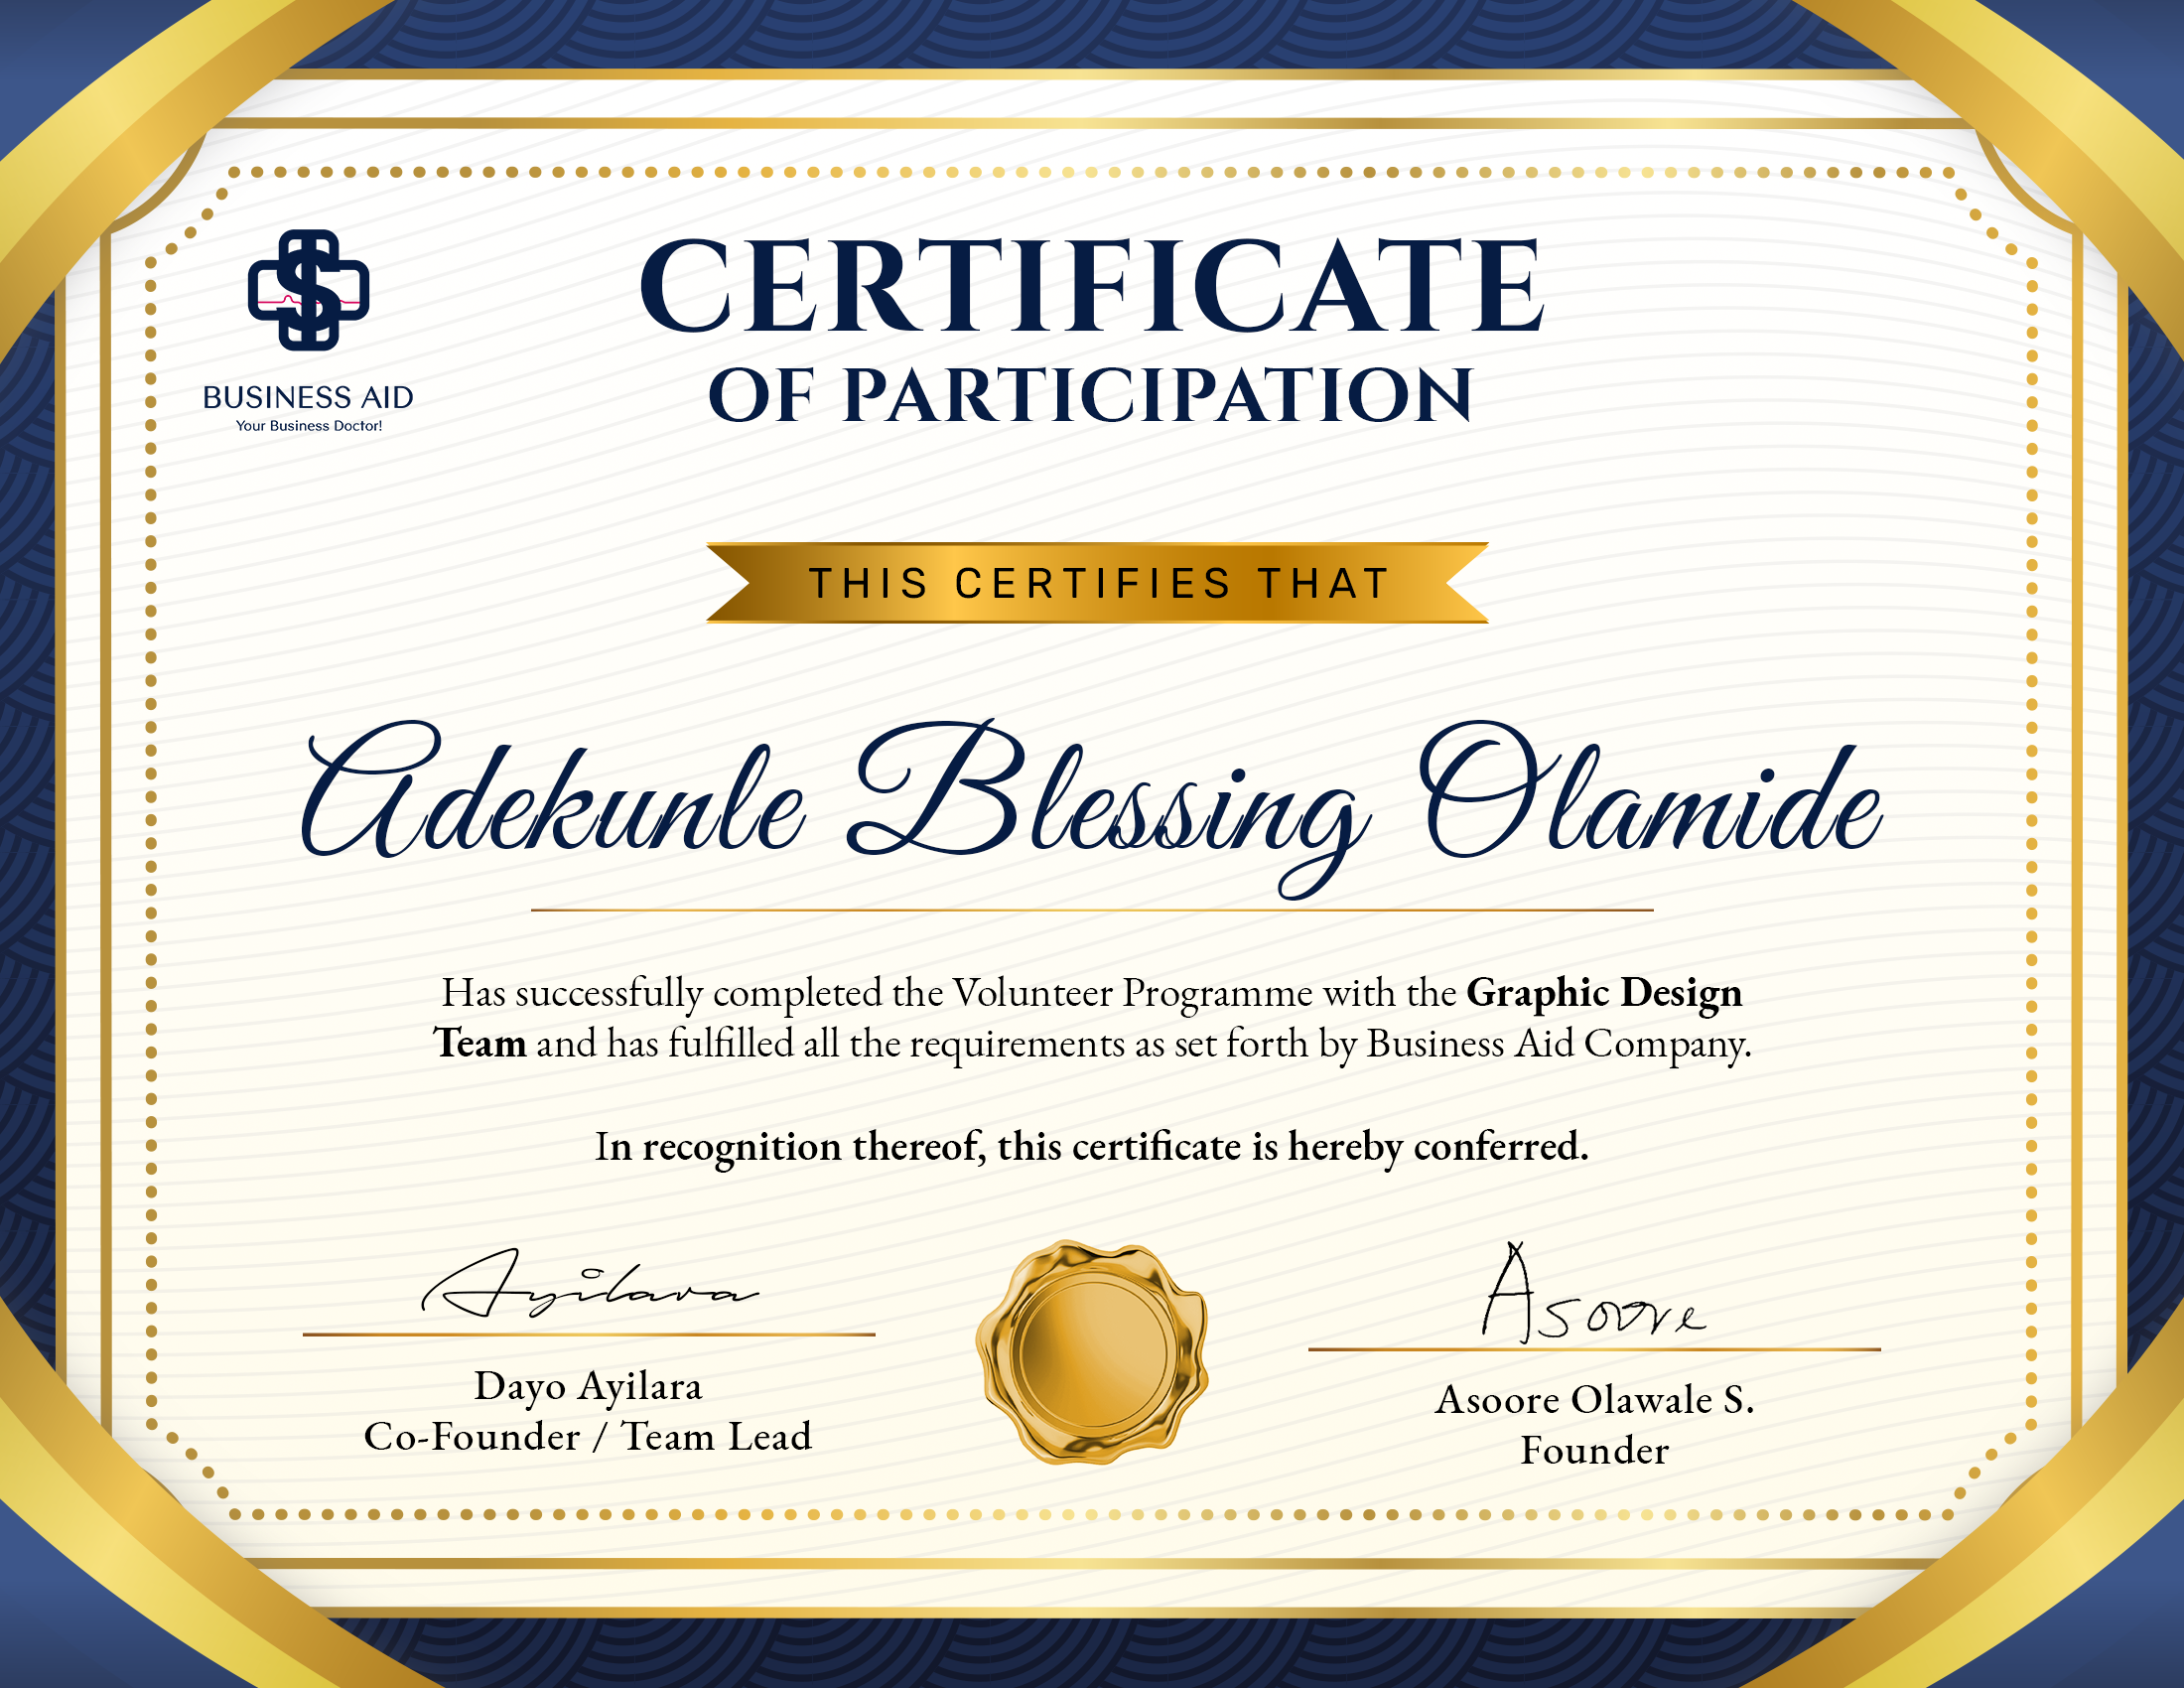 BUSINESS AID
Your Business Doctor!
CERTIFICATE
OF PARTICIPATION
THIS CERTIFIES THAT
Adekunle Blessing Olamide
Has successfully completed the Volunteer Programme with the Graphic Design
Team and has fulfilled all the requirements as set forth by Business Aid Company.
In recognition thereof, this certificate is hereby conferred.
Ayilara
Dayo Ayilara
Co-Founder / Team Lead
Asoore
Asoore Olawale S.
Founder